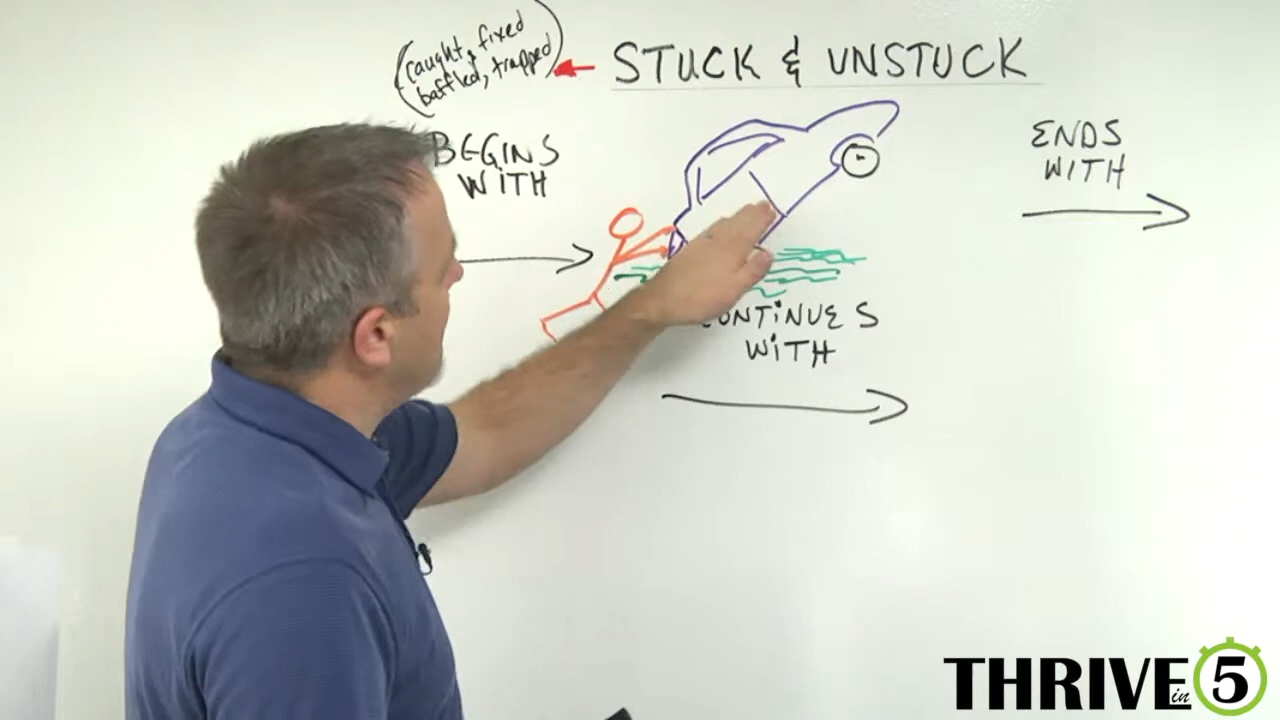 (caught, fixed
baffled, trapped)
STUCK & UNSTUCK
BEGINS
WITH
ENDS
WITH
CONTINUES
WITH
THRIVE
in
5